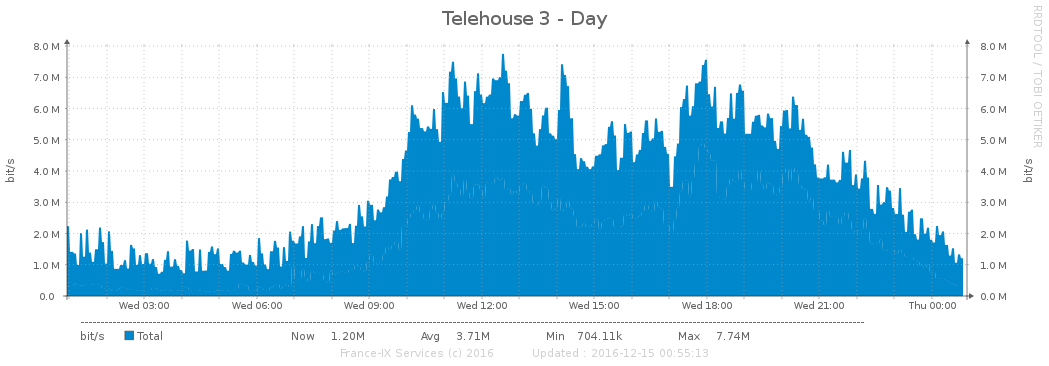 Telehouse 3 - Day
RRDTOOL / TOBI OETIKER
bit/s
8.0 M 8.0 M
7.0 M 7.0 M
6.0 M 6.0 M
5.0 M 5.0 M
4.0 M 4.0 M
3.0 M 3.0 M
2.0 M 2.0 M
1.0 M 1.0 M
0.0 0.0 M
bit/s
Wed 03:00 Wed 06:00 Wed 09:00 Wed 12:00 Wed 15:00 Wed 18:00 Wed 21:00 Thu 00:00
bit/s Total Now 1.20M Avg 3.71M Min 704.11k Max 7.74M
France-IX Services (c) 2016 Updated : 2016-12-15 00:55:13